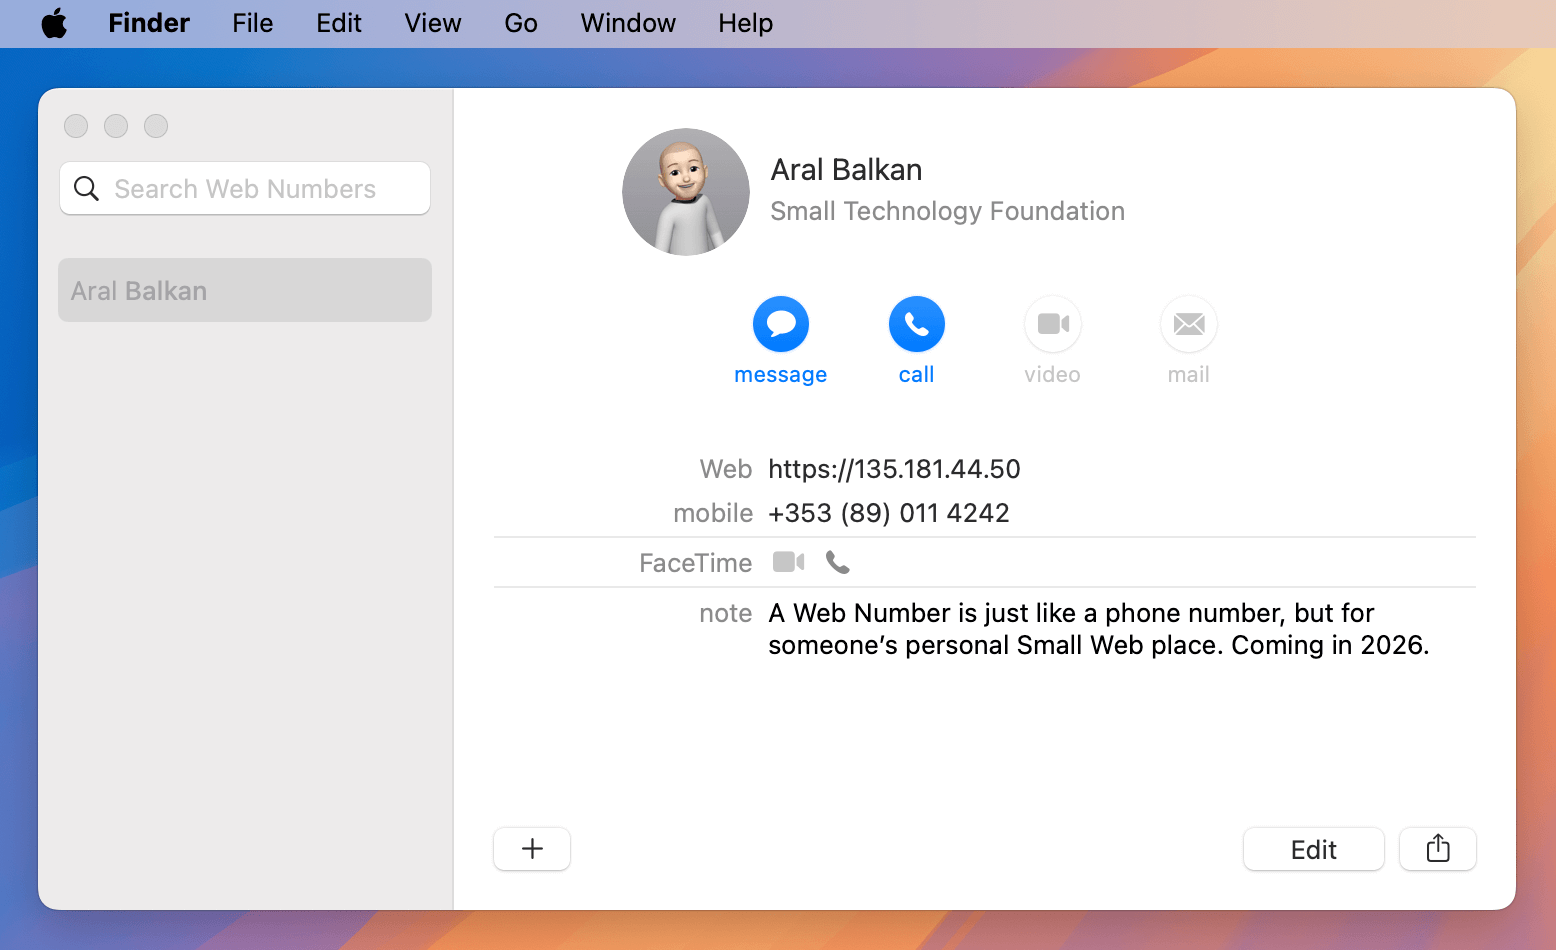 Finder File Edit View Go Window Help
Search Web Numbers
Aral Balkan
Aral Balkan
Small Technology Foundation
message call video mail
Web https://135.181.44.50
mobile +353 (89) 011 4242
FaceTime
note A Web Number is just like a phone number, but for
someone’s personal Small Web place. Coming in 2026.
+ Edit